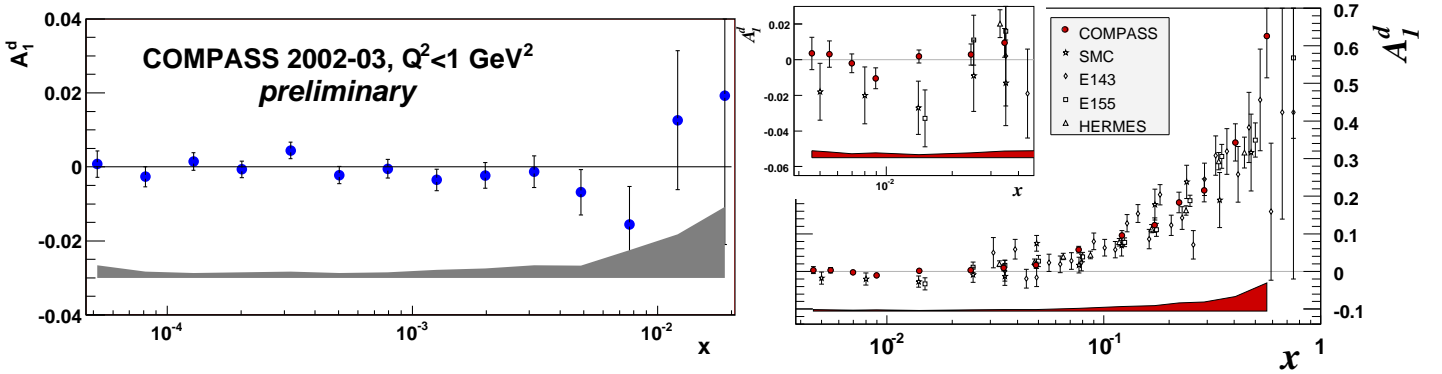 A₁ᵈ
0.04
0.02
0
-0.02
-0.04
COMPASS 2002-03, Q²<1 GeV²
preliminary
10⁻⁴
10⁻³
10⁻²
x
A₁ᵈ
0.02
0
-0.02
-0.04
-0.06
10⁻²
x
COMPASS
SMC
E143
E155
HERMES
A₁ᵈ
0.7
0.6
0.5
0.4
0.3
0.2
0.1
0
-0.1
10⁻²
10⁻¹
1
x